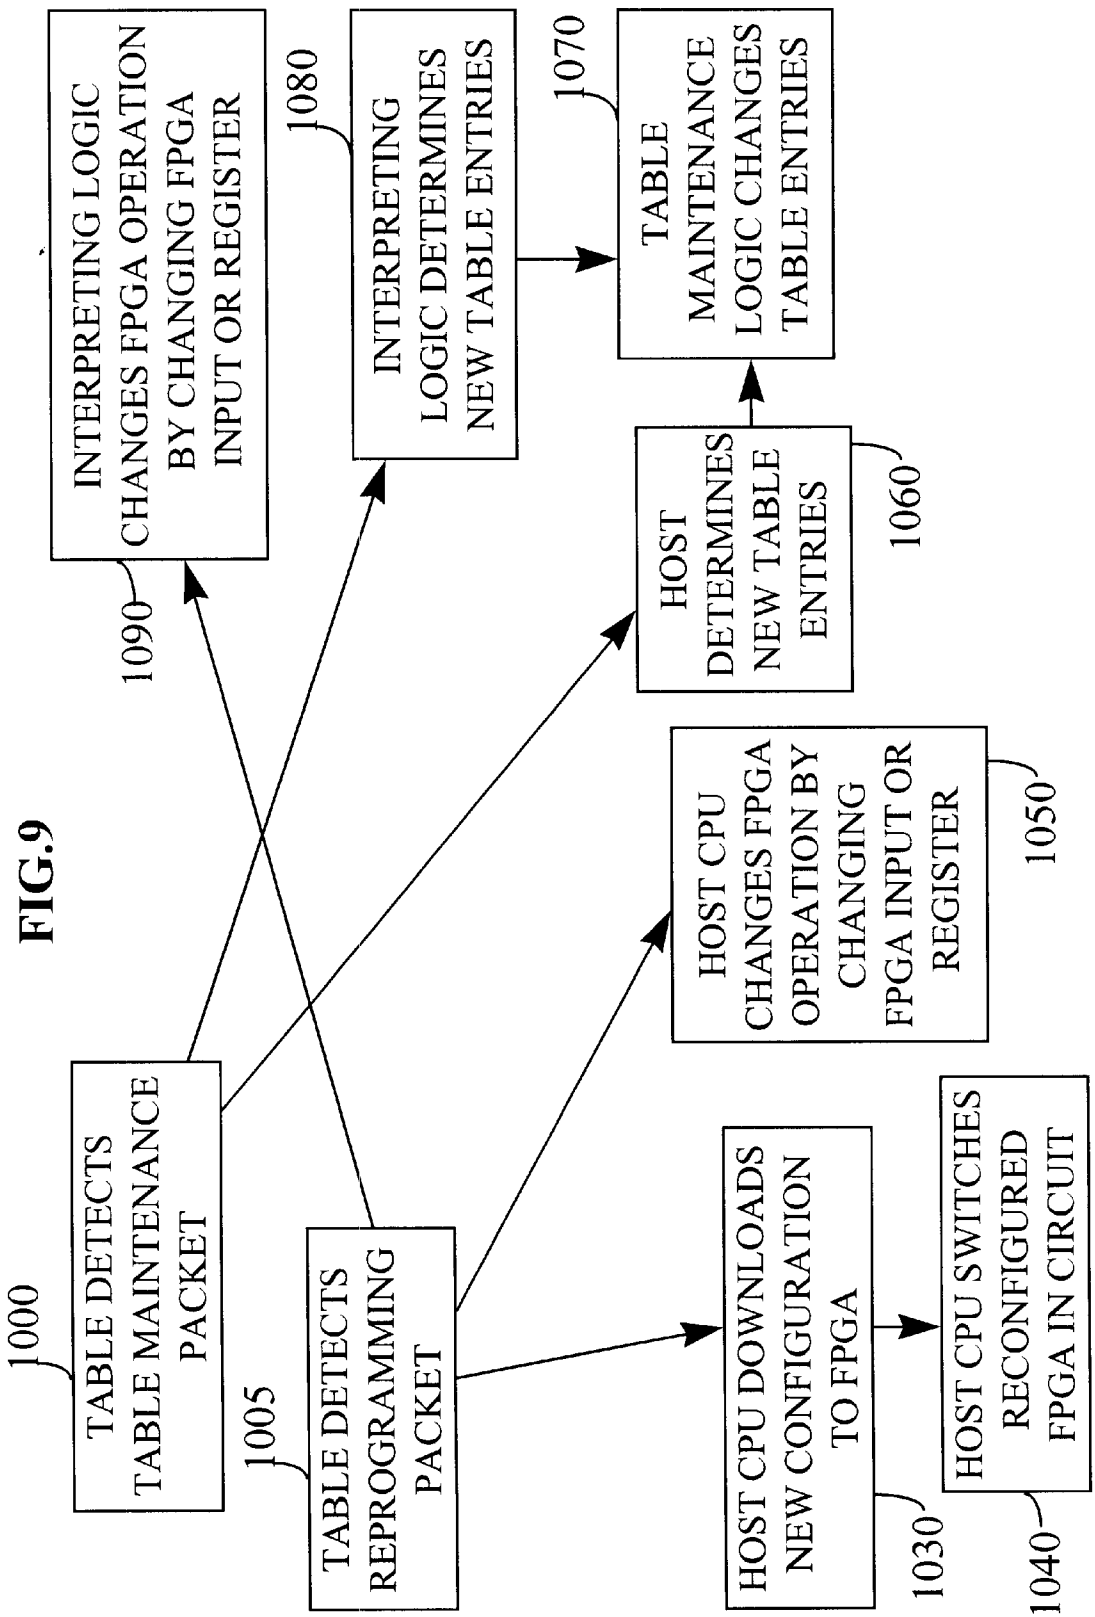 FIG.9
1000
TABLE DETECTS
TABLE MAINTENANCE
PACKET
1005
TABLE DETECTS
REPROGRAMMING
PACKET
HOST CPU DOWNLOADS
NEW CONFIGURATION
TO FPGA
1030
HOST CPU SWITCHES
RECONFIGURED
FPGA IN CIRCUIT
1040
HOST CPU
CHANGES FPGA
OPERATION BY
CHANGING
FPGA INPUT OR
REGISTER
1050
HOST
DETERMINES
NEW TABLE
ENTRIES
1060
TABLE
MAINTENANCE
LOGIC CHANGES
TABLE ENTRIES
1070
INTERPRETING
LOGIC DETERMINES
NEW TABLE ENTRIES
1080
INTERPRETING LOGIC
CHANGES FPGA OPERATION
BY CHANGING FPGA
INPUT OR REGISTER
1090